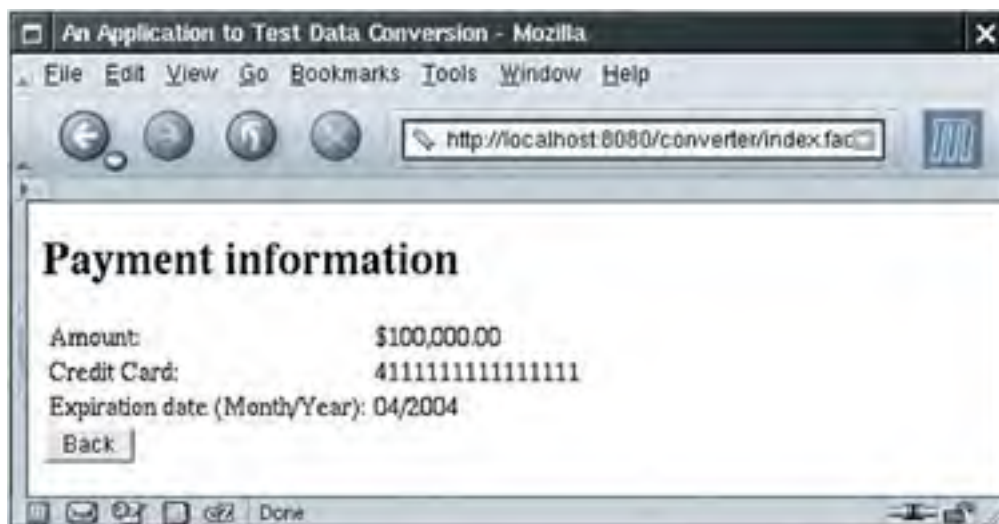 An Application to Test Data Conversion - Mozilla
File Edit View Go Bookmarks Tools Window Help
http://localhost:8080/converter/index.fac
Payment information
Amount: $100,000.00
Credit Card: 4111111111111111
Expiration date (Month/Year): 04/2004
Back
Done